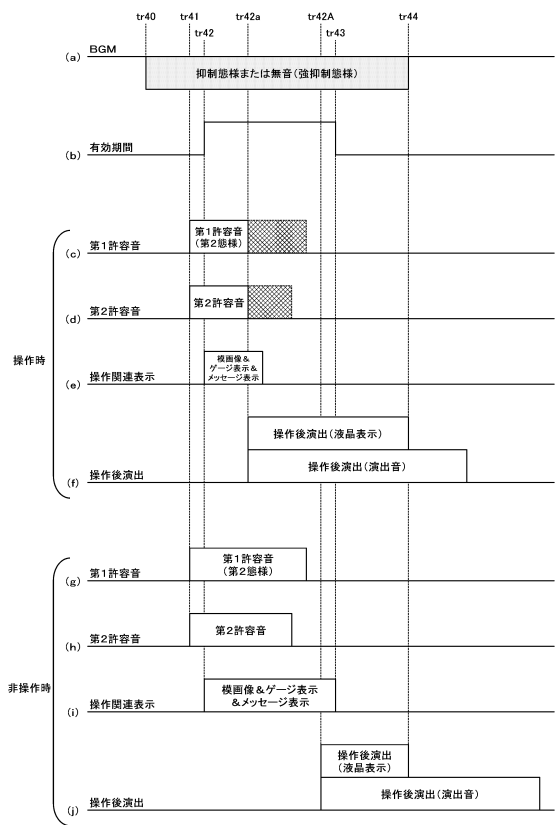 tr40 tr41 tr42a tr42A tr44
tr42 tr43
(a) BGM
抑制態様または無音(強抑制態様)
(b) 有効期間
操作時
(c) 第1許容音
第1許容音
(第2態様)
(d) 第2許容音
第2許容音
(e) 操作関連表示
模画像&
ゲージ表示&
メッセージ表示
(f) 操作後演出
操作後演出(液晶表示)
操作後演出(演出音)
非操作時
(g) 第1許容音
第1許容音
(第2態様)
(h) 第2許容音
第2許容音
(i) 操作関連表示
模画像&ゲージ表示
&メッセージ表示
(j) 操作後演出
操作後演出
(液晶表示)
操作後演出(演出音)